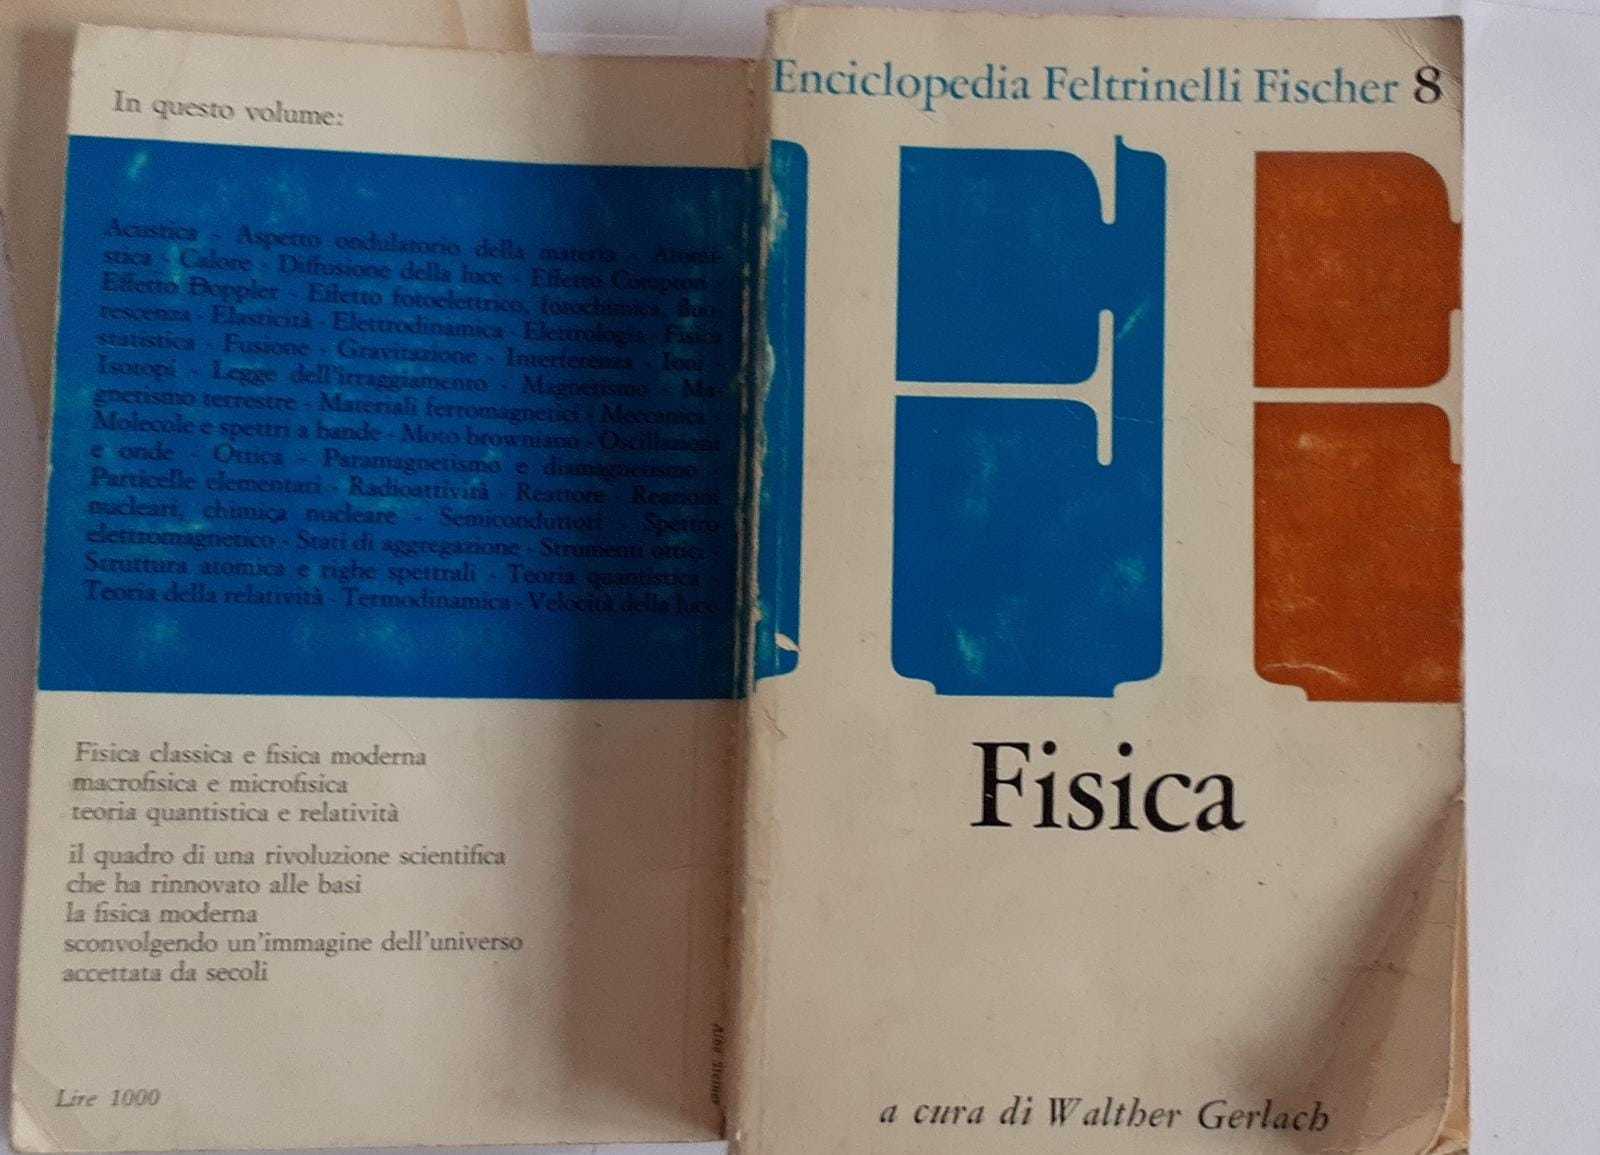 In questo volume:
Acustica - Aspetto ondulatorio della materia - Atomi-
stica - Calore - Diffusione della luce - Effetto Compton -
Effetto Doppler - Effetto fotoelettrico, fotochimica, fluo-
rescenza - Elasticità - Elettrodinamica - Elettrologia - Fisica
statistica - Fusione - Gravitazione - Interferenza - Ioni -
Isotopi - Legge dell'irraggiamento - Magnetismo - Ma-
gnetismo terrestre - Materiali ferromagnetici - Meccanica -
Molecole e spettri a bande - Moto browniano - Oscillazioni
e onde - Ottica - Paramagnetismo e diamagnetismo -
Particelle elementari - Radioattività - Reattore - Reazioni
nucleari, chimica nucleare - Semiconduttori - Spettro
elettromagnetico - Stati di aggregazione - Strumenti ottici -
Struttura atomica e righe spettrali - Teoria quantistica -
Teoria della relatività - Termodinamica - Velocità della luce
Fisica classica e fisica moderna
macrofisica e microfisica
teoria quantistica e relatività
il quadro di una rivoluzione scientifica
che ha rinnovato alle basi
la fisica moderna
sconvolgendo un'immagine dell'universo
accettata da secoli
Lire 1000
Albe Steiner
Enciclopedia Feltrinelli Fischer 8
Fisica
a cura di Walther Gerlach